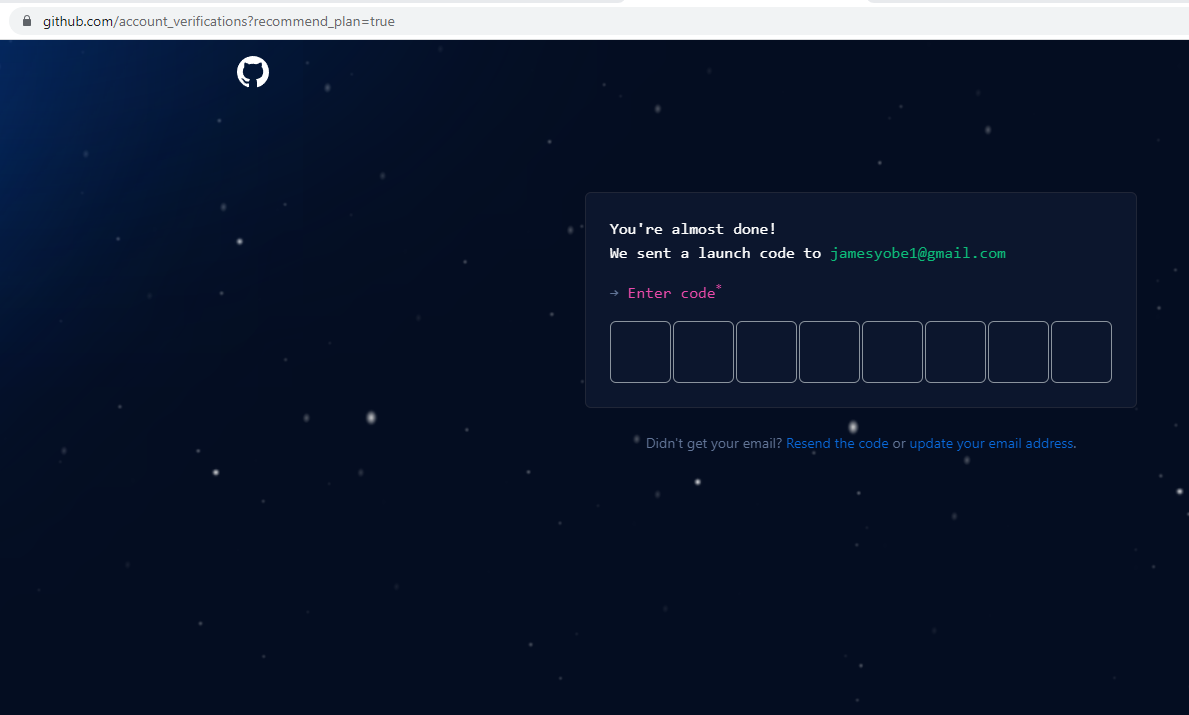 github.com/account_verifications?recommend_plan=true
You're almost done!
We sent a launch code to jamesyobe1@gmail.com
→ Enter code*
Didn't get your email? Resend the code or update your email address.